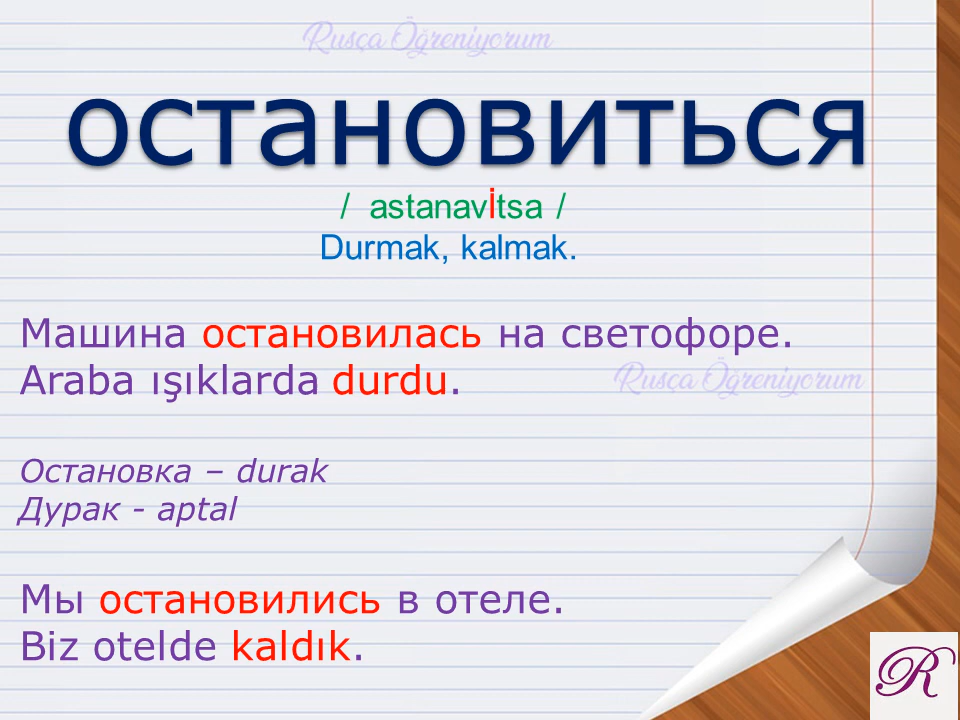 Rusça Öğreniyorum
остановиться
/ astanavİtsa /
Durmak, kalmak.
Машина остановилась на светофоре.
Araba ışıklarda durdu.
Rusça Öğreniyorum
Остановка – durak
Дурак - aptal
Мы остановились в отеле.
Biz otelde kaldık.
R